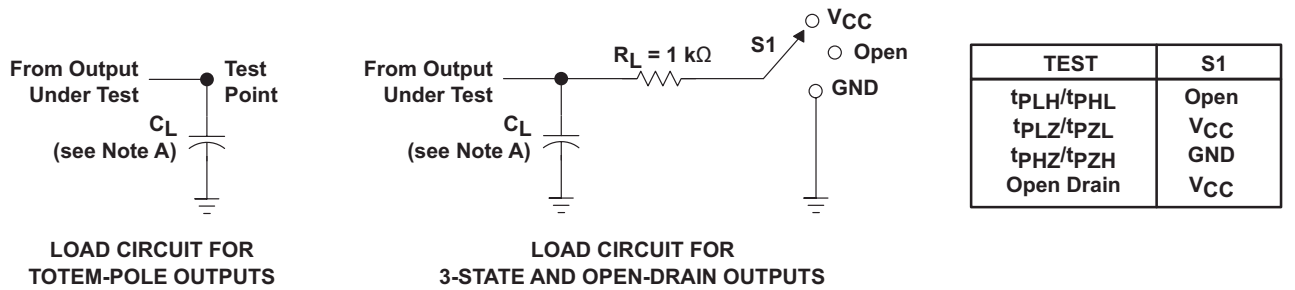 From Output
Under Test
Test
Point
CL
(see Note A)
LOAD CIRCUIT FOR
TOTEM-POLE OUTPUTS
From Output
Under Test
CL
(see Note A)
RL = 1 kΩ
S1
VCC
Open
GND
LOAD CIRCUIT FOR
3-STATE AND OPEN-DRAIN OUTPUTS
TEST S1
tPLH/tPHL Open
tPLZ/tPZL VCC
tPHZ/tPZH GND
Open Drain VCC